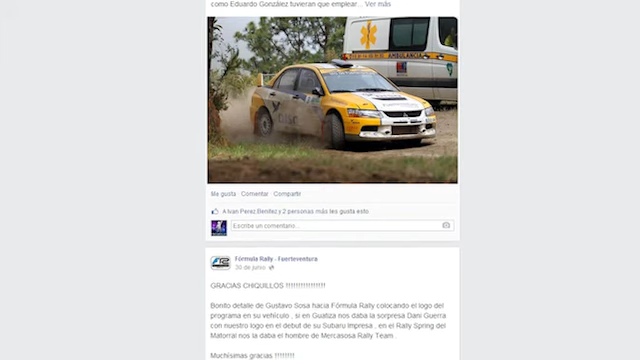 como Eduardo González tuvieran que emplear... Ver más
AMBULANCIA
Me gusta · Comentar · Compartir
A Ivan Perez Benitez y 2 personas más les gusta esto
Escribe un comentario...
Fórmula Rally - Fuerteventura
30 de junio
GRACIAS CHIQUILLOS !!!!!!!!!!!!!!!!!
Bonito detalle de Gustavo Sosa hacia Fórmula Rally colocando el logo del
programa en su vehículo , si en Guatiza nos daba la sorpresa Dani Guerra
con nuestro logo en el debut de su Subaru Impresa , en el Rally Spring del
Matorral nos la daba el hombre de Mercasosa Rally Team .
Muchísimas gracias !!!!!!!!